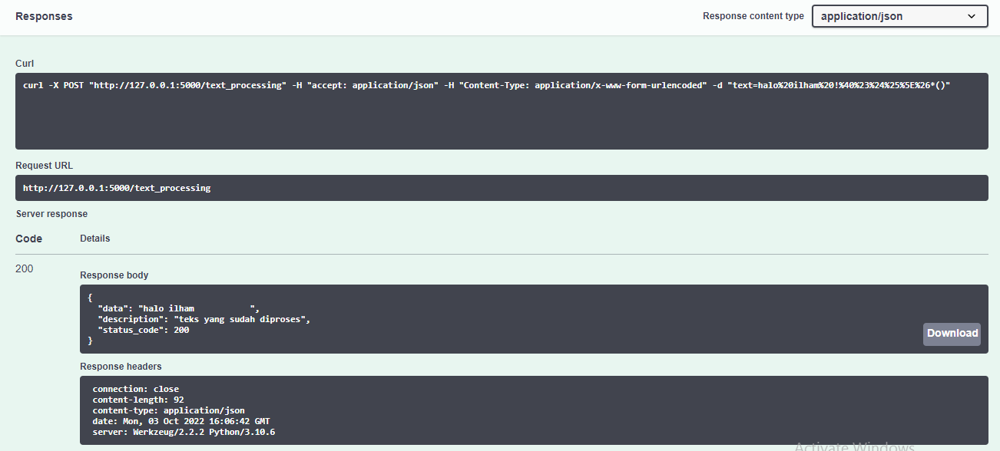 Responses
Response content type
application/json
Curl
curl -X POST "http://127.0.0.1:5000/text_processing" -H "accept: application/json" -H "Content-Type: application/x-www-form-urlencoded" -d "text=halo%20ilham%20!%40%23%24%25%5E%26*()"
Request URL
http://127.0.0.1:5000/text_processing
Server response
Code Details
200
Response body
{
  "data": "halo ilham           ",
  "description": "teks yang sudah diproses",
  "status_code": 200
}
Download
Response headers
connection: close
content-length: 92
content-type: application/json
date: Mon, 03 Oct 2022 16:06:42 GMT
server: Werkzeug/2.2.2 Python/3.10.6
Activate Windows